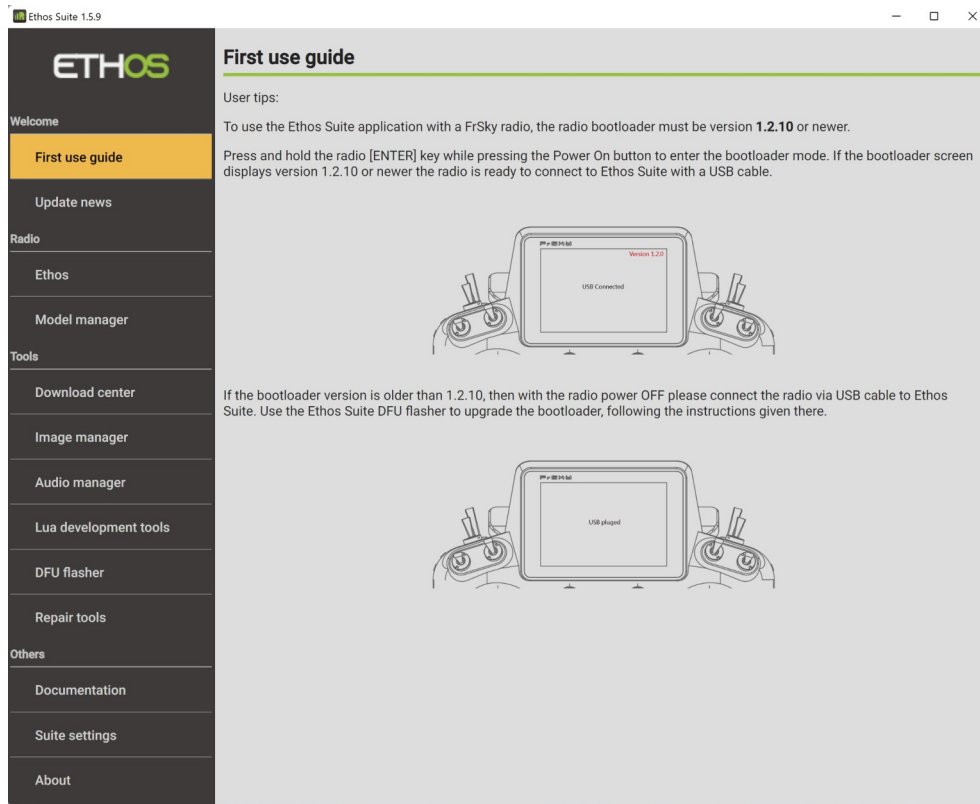 Ethos Suite 1.5.9
ETHOS
Welcome
First use guide
Update news
Radio
Ethos
Model manager
Tools
Download center
Image manager
Audio manager
Lua development tools
DFU flasher
Repair tools
Others
Documentation
Suite settings
About
First use guide
User tips:
To use the Ethos Suite application with a FrSky radio, the radio bootloader must be version 1.2.10 or newer.
Press and hold the radio [ENTER] key while pressing the Power On button to enter the bootloader mode. If the bootloader screen
displays version 1.2.10 or newer the radio is ready to connect to Ethos Suite with a USB cable.
FrSky
Version 1.2.0
USB Connected
If the bootloader version is older than 1.2.10, then with the radio power OFF please connect the radio via USB cable to Ethos
Suite. Use the Ethos Suite DFU flasher to upgrade the bootloader, following the instructions given there.
FrSky
USB pluged